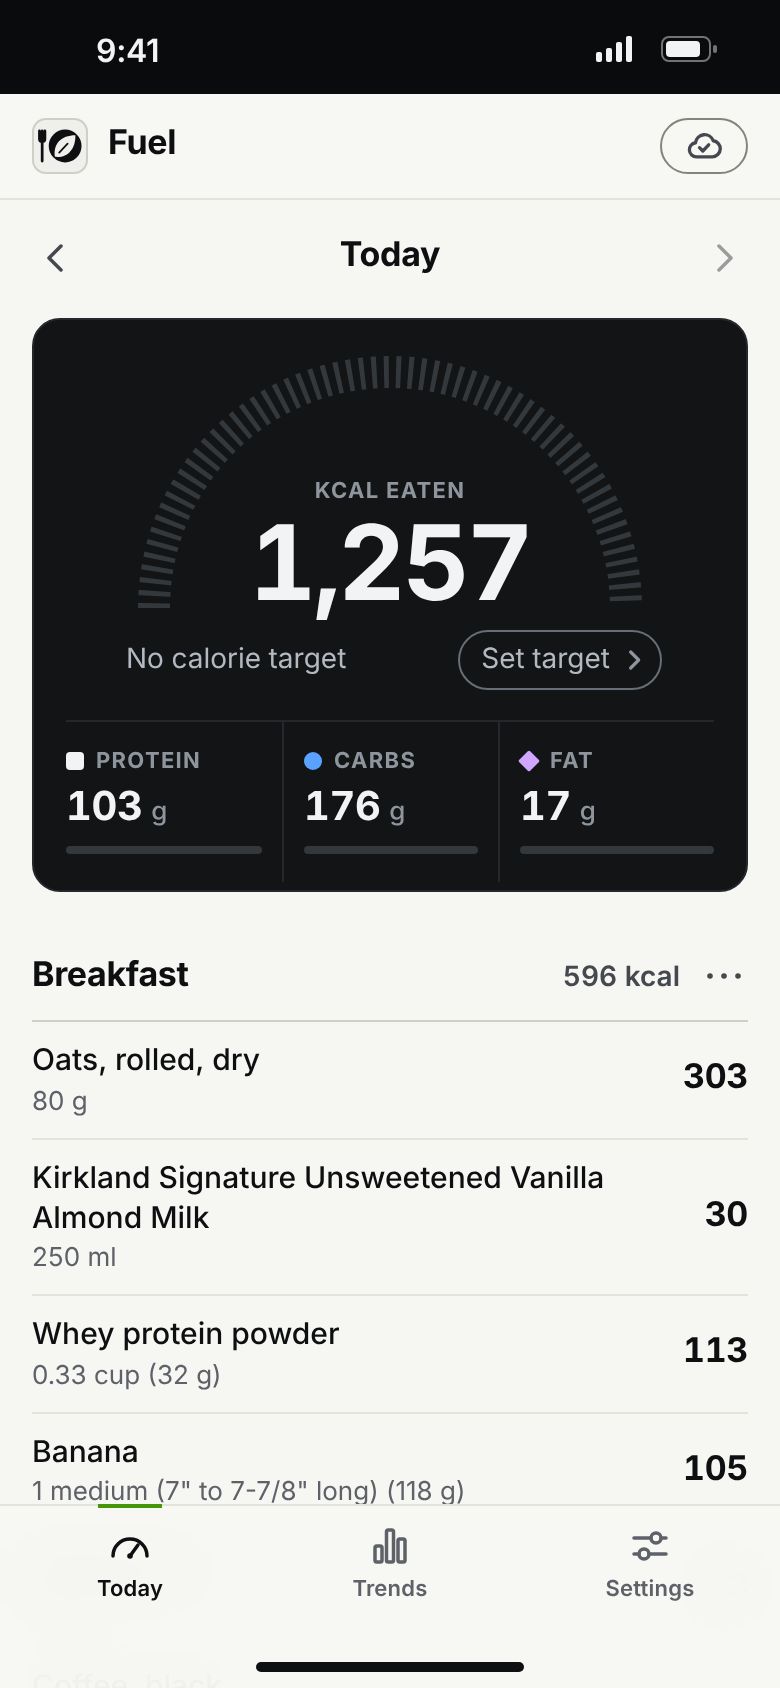 9:41
Fuel
Today
KCAL EATEN
1,257
No calorie target
Set target
PROTEIN
103 g
CARBS
176 g
FAT
17 g
Breakfast
596 kcal
Oats, rolled, dry
80 g
303
Kirkland Signature Unsweetened Vanilla
Almond Milk
250 ml
30
Whey protein powder
0.33 cup (32 g)
113
Banana
1 medium (7" to 7-7/8" long) (118 g)
105
Today
Trends
Settings
Coffee, black